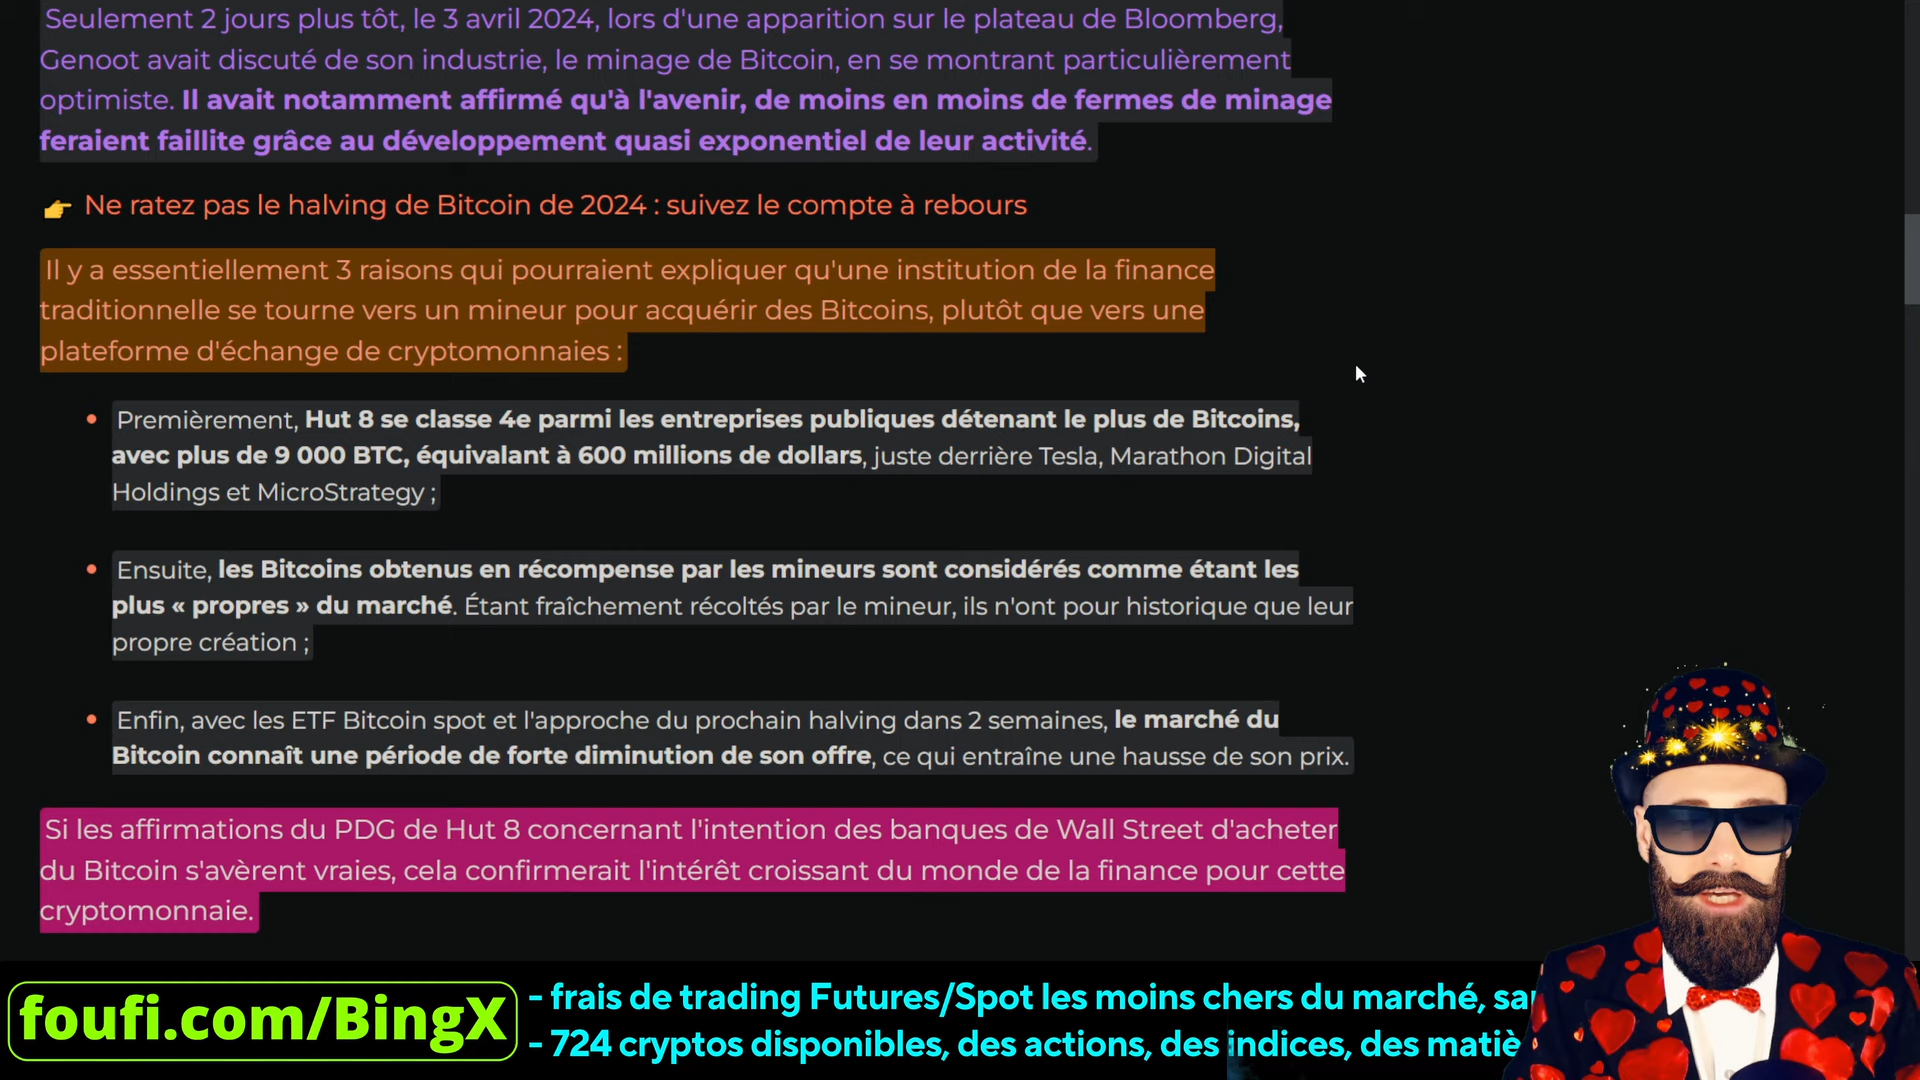 Seulement 2 jours plus tôt, le 3 avril 2024, lors d'une apparition sur le plateau de Bloomberg,
Genoot avait discuté de son industrie, le minage de Bitcoin, en se montrant particulièrement
optimiste. Il avait notamment affirmé qu'à l'avenir, de moins en moins de fermes de minage
feraient faillite grâce au développement quasi exponentiel de leur activité.
👉 Ne ratez pas le halving de Bitcoin de 2024 : suivez le compte à rebours
Il y a essentiellement 3 raisons qui pourraient expliquer qu'une institution de la finance
traditionnelle se tourne vers un mineur pour acquérir des Bitcoins, plutôt que vers une
plateforme d'échange de cryptomonnaies :
• Premièrement, Hut 8 se classe 4e parmi les entreprises publiques détenant le plus de Bitcoins,
avec plus de 9 000 BTC, équivalant à 600 millions de dollars, juste derrière Tesla, Marathon Digital
Holdings et MicroStrategy ;
• Ensuite, les Bitcoins obtenus en récompense par les mineurs sont considérés comme étant les
plus « propres » du marché. Étant fraîchement récoltés par le mineur, ils n'ont pour historique que leur
propre création ;
• Enfin, avec les ETF Bitcoin spot et l'approche du prochain halving dans 2 semaines, le marché du
Bitcoin connaît une période de forte diminution de son offre, ce qui entraîne une hausse de son prix.
Si les affirmations du PDG de Hut 8 concernant l'intention des banques de Wall Street d'acheter
du Bitcoin s'avèrent vraies, cela confirmerait l'intérêt croissant du monde de la finance pour cette
cryptomonnaie.
foufi.com/BingX
- frais de trading Futures/Spot les moins chers du marché,
- 724 cryptos disponibles, des actions, des indices, des